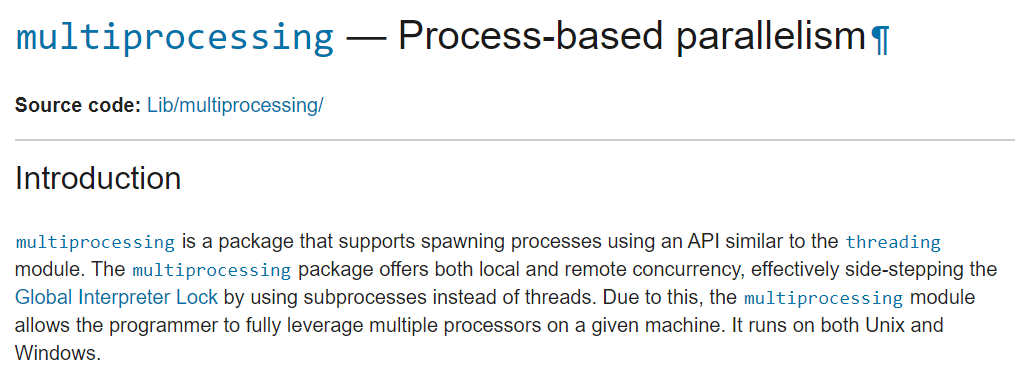 multiprocessing — Process-based parallelism¶
Source code: Lib/multiprocessing/
Introduction
multiprocessing is a package that supports spawning processes using an API similar to the threading
module. The multiprocessing package offers both local and remote concurrency, effectively side-stepping the
Global Interpreter Lock by using subprocesses instead of threads. Due to this, the multiprocessing module
allows the programmer to fully leverage multiple processors on a given machine. It runs on both Unix and
Windows.